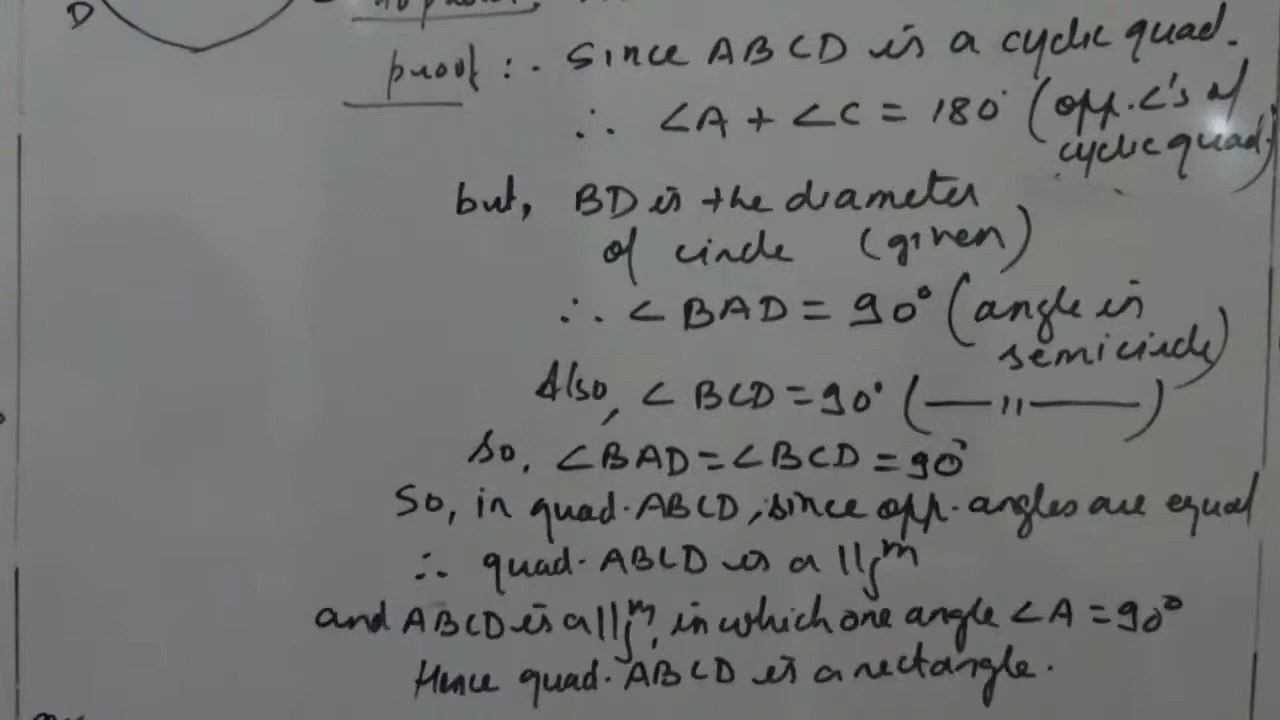 D
proof :. Since ABCD is a cyclic quad.
∴ ∠A + ∠C = 180° (opp. ∠'s of
cyclic quad.)
but, BD is the diameter
of circle (given)
∴ ∠BAD = 90° (angle in
semicircle)
Also, ∠BCD = 90° (—— " ——)
So, ∠BAD = ∠BCD = 90°
So, in quad. ABCD, since opp. angles are equal
∴ quad. ABCD is a ||gm
and ABCD is a ||gm, in which one angle ∠A = 90°
Hence quad. ABCD is a rectangle.